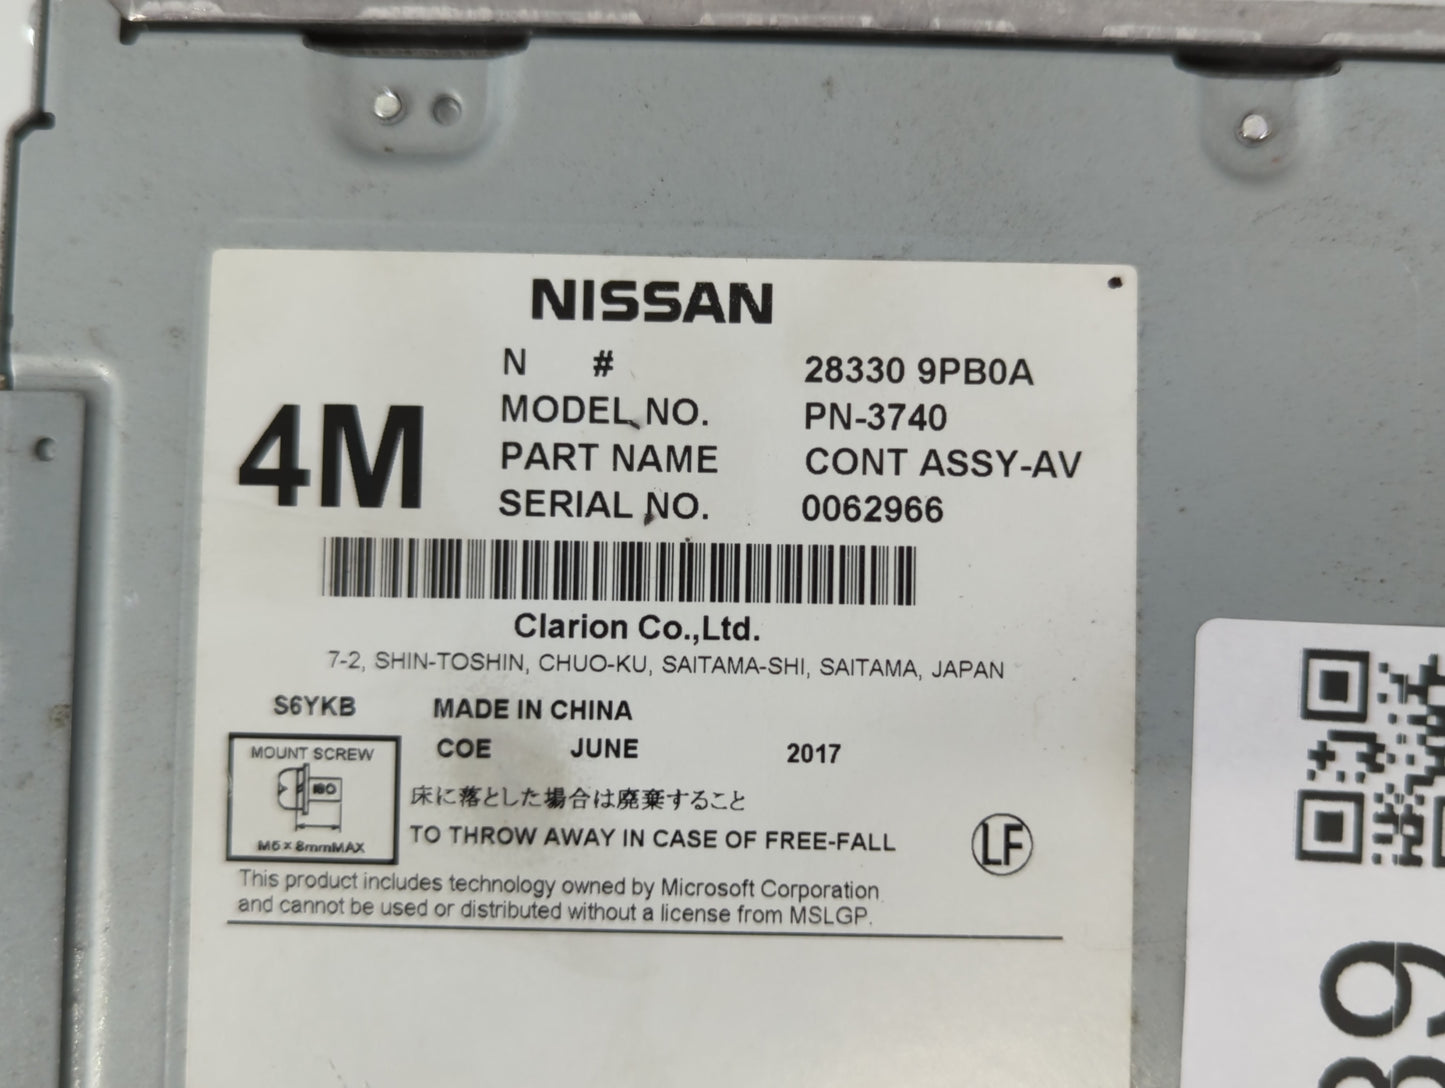 NISSAN
N # 28330 9PB0A
MODEL NO. PN-3740
4M
PART NAME CONT ASSY-AV
SERIAL NO. 0062966
Clarion Co.,Ltd.
7-2, SHIN-TOSHIN, CHUO-KU, SAITAMA-SHI, SAITAMA, JAPAN
S6YKB MADE IN CHINA
COE JUNE 2017
MOUNT SCREW
ISO
M5×8mmMAX
床に落とした場合は廃棄すること
TO THROW AWAY IN CASE OF FREE-FALL
LF
This product includes technology owned by Microsoft Corporation
and cannot be used or distributed without a license from MSLGP.
39